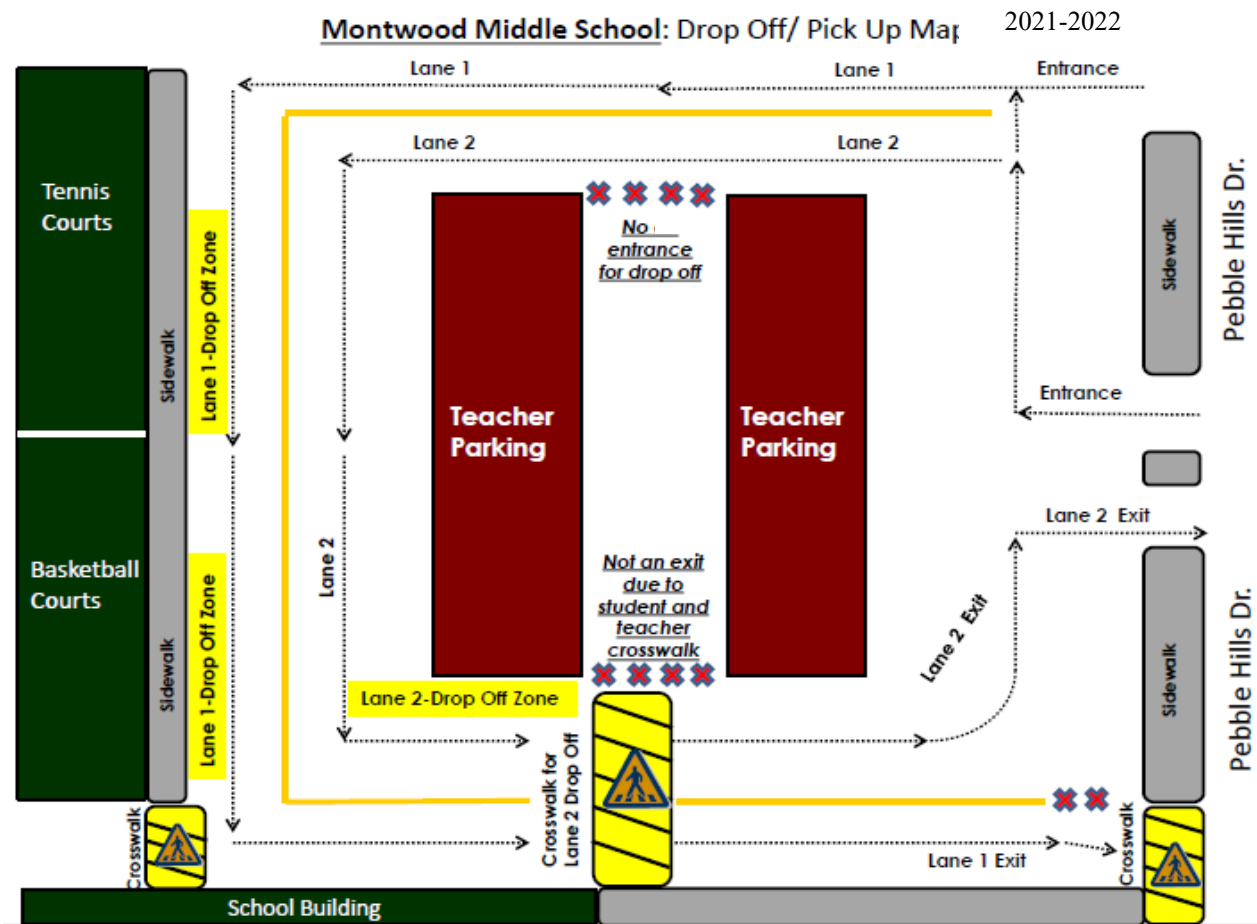 Montwood Middle School: Drop Off/ Pick Up Map
2021-2022
Lane 1
Lane 1
Entrance
Lane 2
Lane 2
Tennis
Courts
Sidewalk
Lane 1-Drop Off Zone
No
entrance
for drop off
Sidewalk
Pebble Hills Dr.
Teacher
Parking
Teacher
Parking
Entrance
Lane 2 Exit
Basketball
Courts
Sidewalk
Lane 1-Drop Off Zone
Lane 2
Not an exit
due to
student and
teacher
crosswalk
Lane 2 Exit
Sidewalk
Pebble Hills Dr.
Lane 2-Drop Off Zone
Crosswalk for
Lane 2 Drop Off
Crosswalk
Lane 1 Exit
Crosswalk
School Building